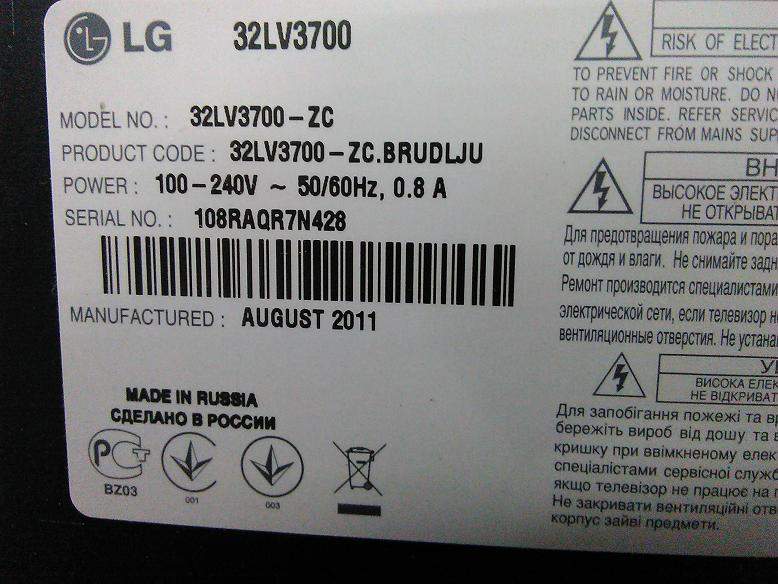 LG 32LV3700
MODEL NO. : 32LV3700-ZC
PRODUCT CODE : 32LV3700-ZC.BRUDLJU
POWER : 100-240V ~ 50/60Hz, 0.8 A
SERIAL NO. : 108RAQR7N428
MANUFACTURED : AUGUST 2011
MADE IN RUSSIA
СДЕЛАНО В РОССИИ
BZ03
001
003
RISK OF ELECT
TO PREVENT FIRE OR SHOCK
TO RAIN OR MOISTURE. DO N
PARTS INSIDE. REFER SERVIC
DISCONNECT FROM MAINS SUP
ВН
ВЫСОКОЕ ЭЛЕКТ
НЕ ОТКРЫВАТ
Для предотвращения пожара и пора
от дождя и влаги. Не снимайте задн
Ремонт производится специалистами
электрической сети, если телевизор н
вентиляционные отверстия. Не устана
У
ВИСОКА ЕЛЕК
НЕ ВІДКРИВАТ
Для запобігання пожежі та в
бережіть виріб від дощу та в
кришку при ввімкненому елек
спеціалістами сервісної служб
якщо телевізор не працює на п
Не закривати вентиляційні отв
корпус зайві предмети.